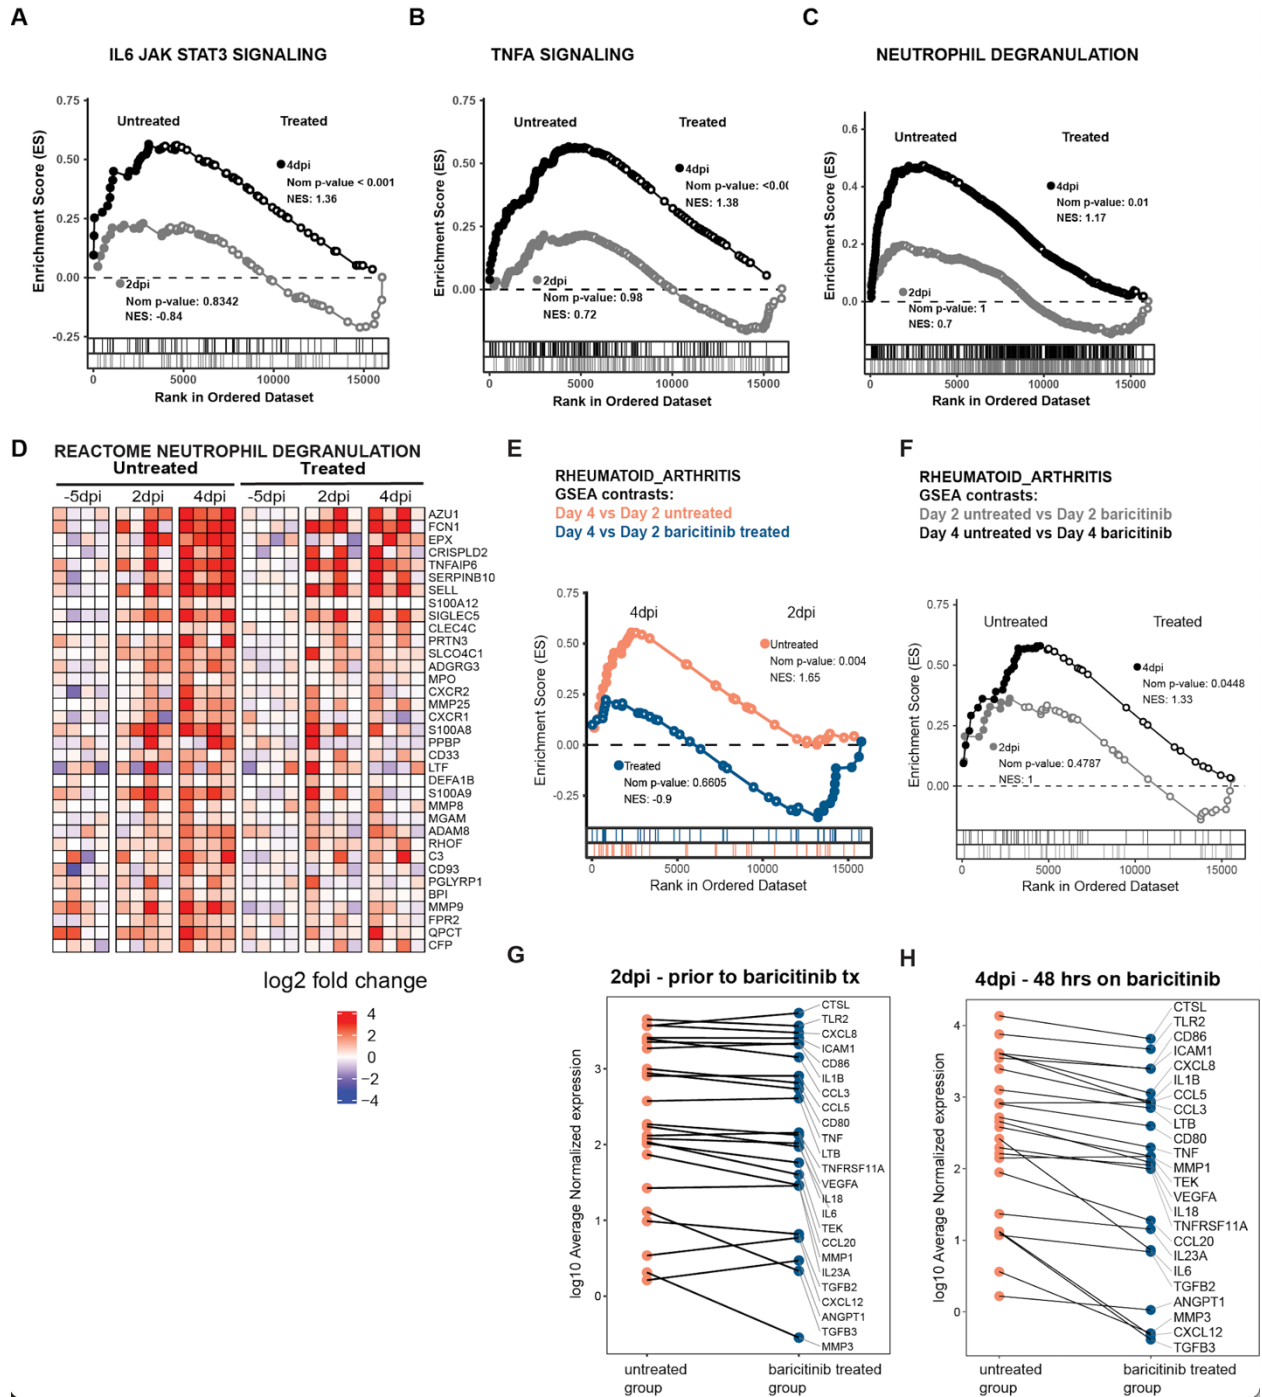 A
IL6 JAK STAT3 SIGNALING
Enrichment Score (ES)
0.75
0.50
0.25
0.00
-0.25
Untreated
Treated
4dpi
Nom p-value < 0.001
NES: 1.36
2dpi
Nom p-value: 0.8342
NES: -0.84
0 5000 10000 15000
Rank in Ordered Dataset
B
TNFA SIGNALING
Enrichment Score (ES)
0.75
0.50
0.25
0.00
Untreated
Treated
4dpi
Nom p-value: <0.00
NES: 1.38
2dpi
Nom p-value: 0.98
NES: 0.72
0 5000 10000 15000
Rank in Ordered Dataset
C
NEUTROPHIL DEGRANULATION
Enrichment Score (ES)
0.6
0.4
0.2
0.0
Untreated
Treated
4dpi
Nom p-value: 0.01
NES: 1.17
2dpi
Nom p-value: 1
NES: 0.7
0 5000 10000 15000
Rank in Ordered Dataset
D
REACTOME NEUTROPHIL DEGRANULATION
Untreated Treated
-5dpi 2dpi 4dpi -5dpi 2dpi 4dpi
AZU1
FCN1
EPX
CRISPLD2
TNFAIP6
SERPINB10
SELL
S100A12
SIGLEC5
CLEC4C
PRTN3
SLCO4C1
ADGRG3
MPO
CXCR2
MMP25
CXCR1
S100A8
PPBP
CD33
LTF
DEFA1B
S100A9
MMP8
MGAM
ADAM8
RHOF
C3
CD93
PGLYRP1
BPI
MMP9
FPR2
QPCT
CFP
log2 fold change
4
2
0
−2
−4
E
RHEUMATOID_ARTHRITIS
GSEA contrasts:
Day 4 vs Day 2 untreated
Day 4 vs Day 2 baricitinib treated
Enrichment Score (ES)
0.75
0.50
0.25
0.00
-0.25
4dpi
2dpi
Untreated
Nom p-value: 0.004
NES: 1.65
Treated
Nom p-value: 0.6605
NES: -0.9
0 5000 10000 15000
Rank in Ordered Dataset
F
RHEUMATOID_ARTHRITIS
GSEA contrasts:
Day 2 untreated vs Day 2 baricitinib
Day 4 untreated vs Day 4 baricitinib
Enrichment Score (ES)
0.75
0.50
0.25
0.00
Untreated
Treated
4dpi
Nom p-value: 0.0448
NES: 1.33
2dpi
Nom p-value: 0.4787
NES: 1
0 5000 10000 15000
Rank in Ordered Dataset
G
2dpi - prior to baricitinib tx
log10 Average Normalized expression
3
2
1
0
CTSL
TLR2
CXCL8
ICAM1
CD86
IL1B
CCL3
CCL5
CD80
TNF
LTB
TNFRSF11A
VEGFA
IL18
IL6
TEK
CCL20
MMP1
IL23A
TGFB2
CXCL12
ANGPT1
TGFB3
MMP3
untreated baricitinib treated
group group
H
4dpi - 48 hrs on baricitinib
log10 Average Normalized expression
4
3
2
1
0
CTSL
TLR2
CD86
ICAM1
CXCL8
IL1B
CCL5
CCL3
LTB
CD80
TNF
MMP1
TEK
VEGFA
IL18
TNFRSF11A
CCL20
IL23A
IL6
TGFB2
ANGPT1
MMP3
CXCL12
TGFB3
untreated baricitinib treated
group group